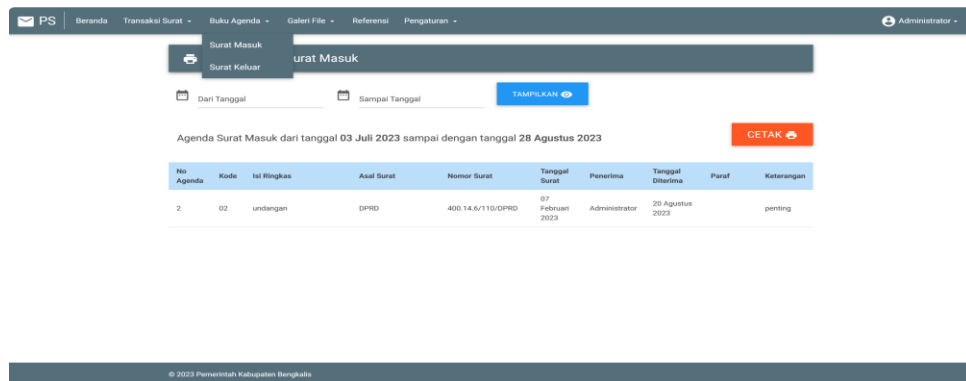 PS Beranda Transaksi Surat Buku Agenda Galeri File Referensi Pengaturan Administrator
Surat Masuk
Surat Keluar
urat Masuk
Dari Tanggal Sampai Tanggal TAMPILKAN
Agenda Surat Masuk dari tanggal 03 Juli 2023 sampai dengan tanggal 28 Agustus 2023 CETAK
No Agenda Kode Isi Ringkas Asal Surat Nomor Surat Tanggal Surat Penerima Tanggal Diterima Paraf Keterangan
2 02 undangan DPRD 400.14.6/110/DPRD 07 Februari 2023 Administrator 20 Agustus 2023 penting
© 2023 Pemerintah Kabupaten Bengkalis